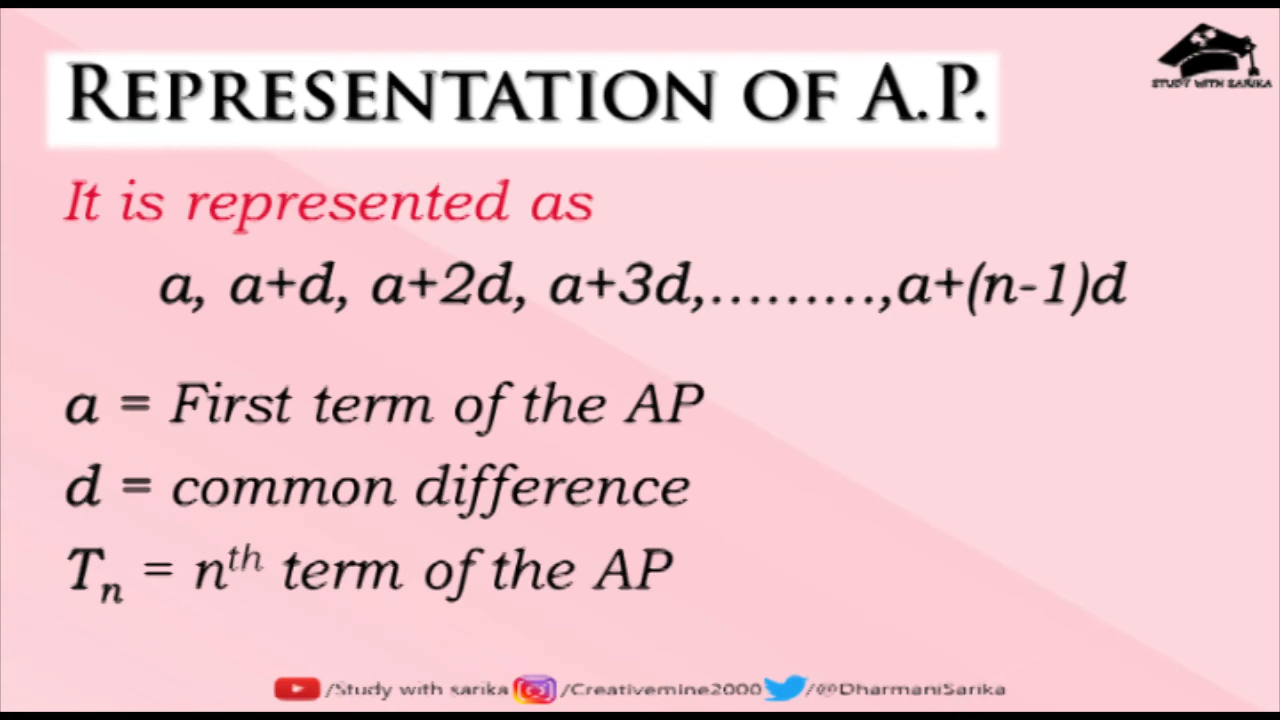 STUDY WITH SARIKA
REPRESENTATION OF A.P.
It is represented as
a, a+d, a+2d, a+3d,.........,a+(n-1)d
a = First term of the AP
d = common difference
Tₙ = nᵗʰ term of the AP
/Study with sarika /Creativemine2000 /@DharmaniSarika